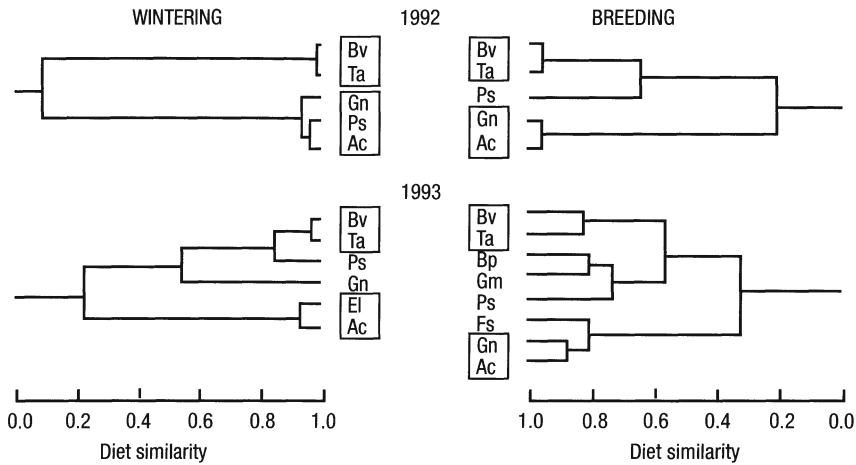 WINTERING 1992 BREEDING
Bv
Ta
Gn
Ps
Ac
Bv
Ta
Ps
Gn
Ac
1993
Bv
Ta
Ps
Gn
El
Ac
Bv
Ta
Bp
Gm
Ps
Fs
Gn
Ac
0.0 0.2 0.4 0.6 0.8 1.0
Diet similarity
1.0 0.8 0.6 0.4 0.2 0.0
Diet similarity